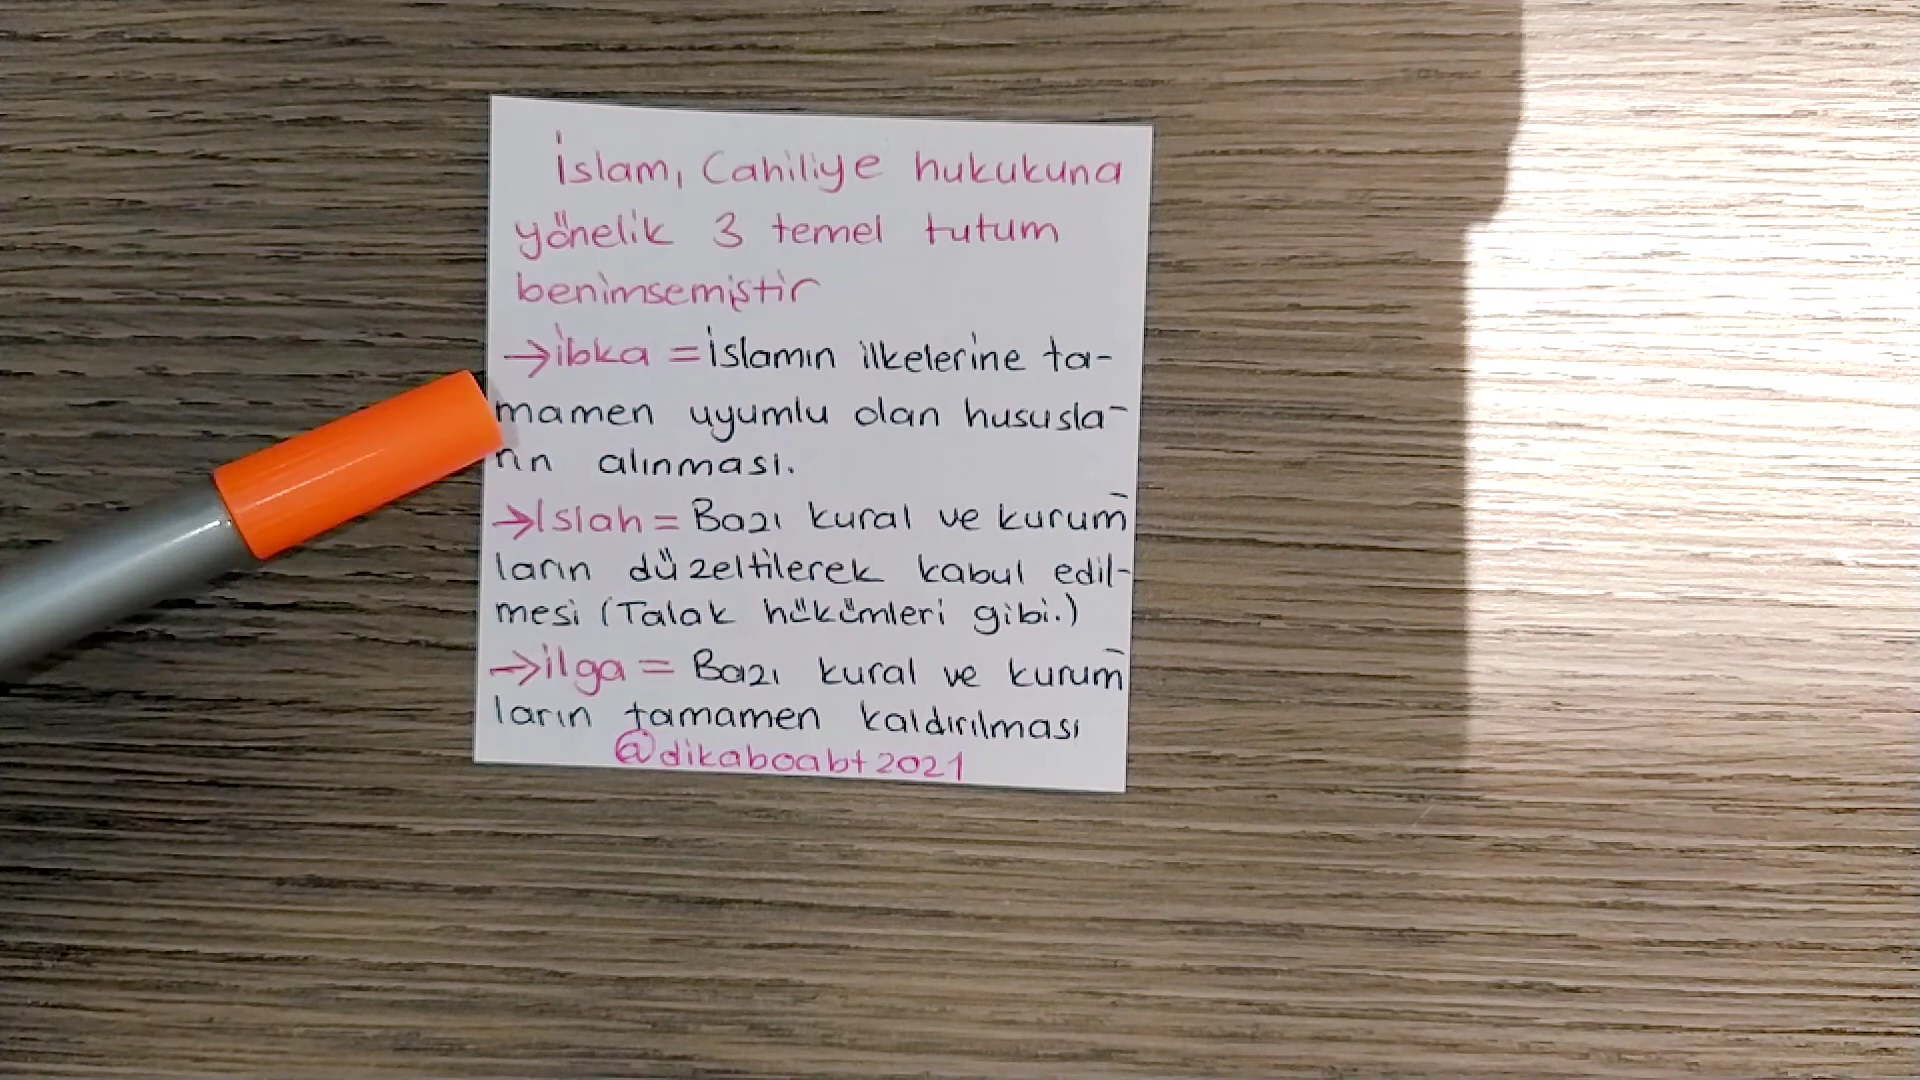 İslam, Cahiliye hukukuna
yönelik 3 temel tutum
benimsemiştir
→ibka = İslamın ilkelerine ta-
mamen uyumlu olan hususla-
rın alınması.
→Islah = Bazı kural ve kurum-
ların düzeltilerek kabul edil-
mesi (Talak hükümleri gibi.)
→ilga = Bazı kural ve kurum-
ların tamamen kaldırılması
@dikaboabt2021